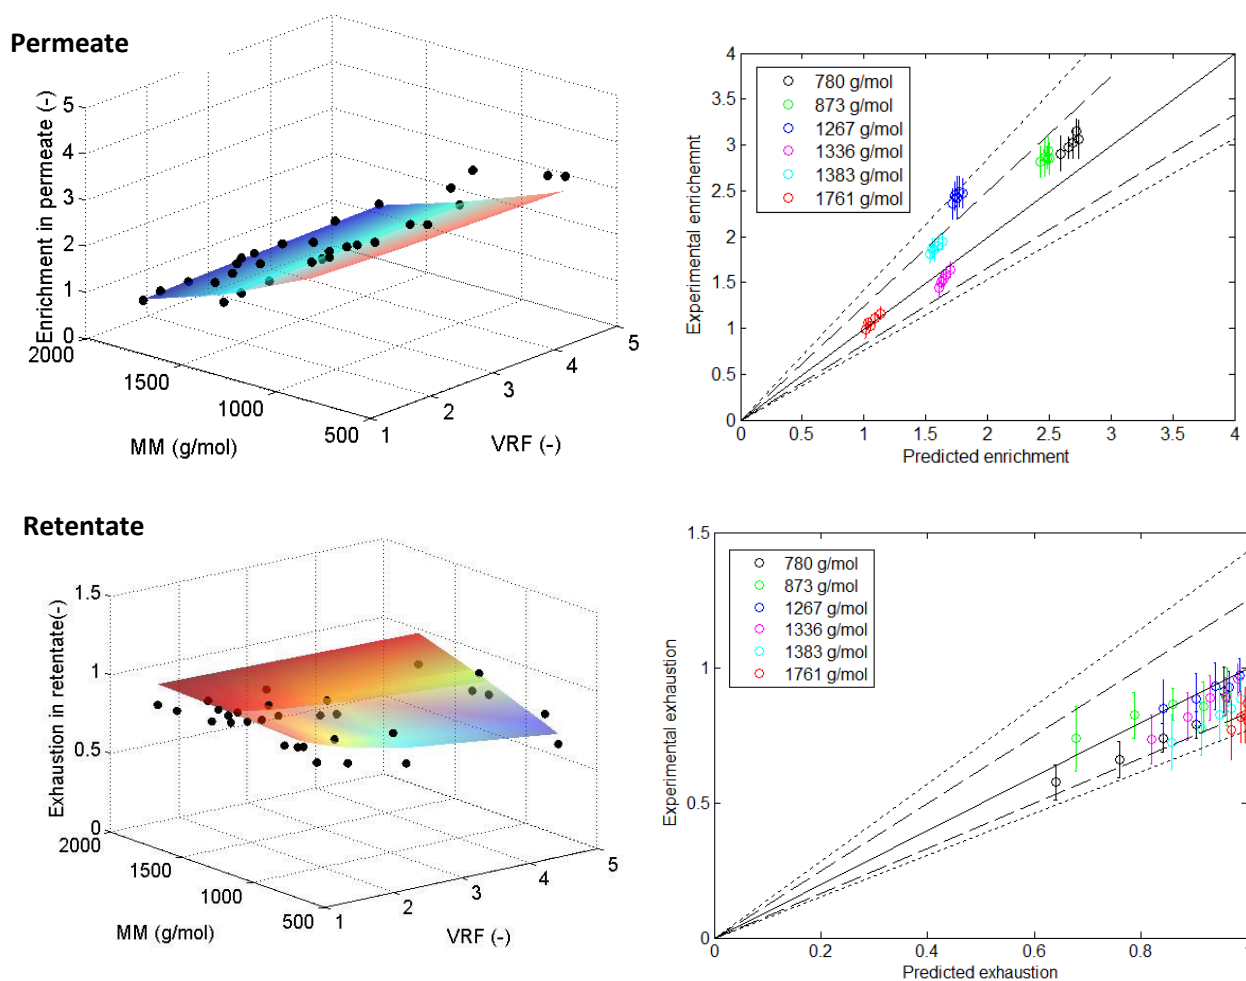 Permeate
Enrichment in permeate (-)
5
4
3
2
1
0
2000
1500
1000
500
MM (g/mol)
1
2
3
4
5
VRF (-)
Experimental enrichemnt
4
3.5
3
2.5
2
1.5
1
0.5
0
780 g/mol
873 g/mol
1267 g/mol
1336 g/mol
1383 g/mol
1761 g/mol
0
0.5
1
1.5
2
2.5
3
3.5
4
Predicted enrichment
Retentate
Exhaustion in retentate(-)
1.5
1
0.5
0
2000
1500
1000
500
MM (g/mol)
1
2
3
4
5
VRF (-)
Experimental exhaustion
1.5
1
0.5
0
780 g/mol
873 g/mol
1267 g/mol
1336 g/mol
1383 g/mol
1761 g/mol
0
0.2
0.4
0.6
0.8
Predicted exhaustion